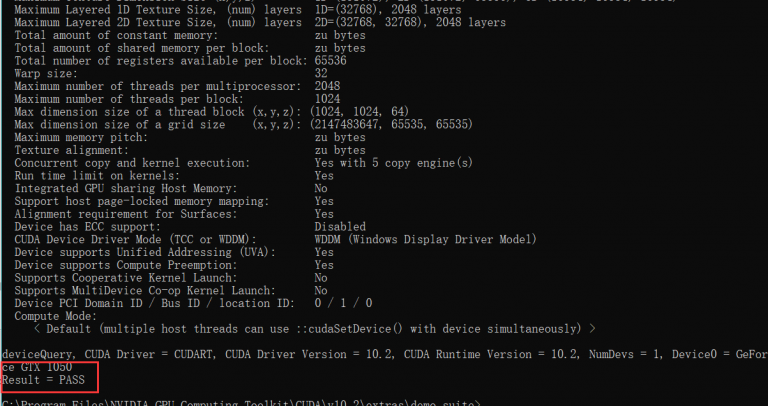 Maximum Layered 1D Texture Size, (num) layers  1D=(32768), 2048 layers
Maximum Layered 2D Texture Size, (num) layers  2D=(32768, 32768), 2048 layers
Total amount of constant memory:               zu bytes
Total amount of shared memory per block:       zu bytes
Total number of registers available per block: 65536
Warp size:                                     32
Maximum number of threads per multiprocessor:  2048
Maximum number of threads per block:           1024
Max dimension size of a thread block (x,y,z): (1024, 1024, 64)
Max dimension size of a grid size    (x,y,z): (2147483647, 65535, 65535)
Maximum memory pitch:                          zu bytes
Texture alignment:                             zu bytes
Concurrent copy and kernel execution:          Yes with 5 copy engine(s)
Run time limit on kernels:                     Yes
Integrated GPU sharing Host Memory:            No
Support host page-locked memory mapping:       Yes
Alignment requirement for Surfaces:            Yes
Device has ECC support:                        Disabled
CUDA Device Driver Mode (TCC or WDDM):         WDDM (Windows Display Driver Model)
Device supports Unified Addressing (UVA):      Yes
Device supports Compute Preemption:            Yes
Supports Cooperative Kernel Launch:            No
Supports MultiDevice Co-op Kernel Launch:      No
Device PCI Domain ID / Bus ID / location ID:   0 / 1 / 0
Compute Mode:
< Default (multiple host threads can use ::cudaSetDevice() with device simultaneously) >
deviceQuery, CUDA Driver = CUDART, CUDA Driver Version = 10.2, CUDA Runtime Version = 10.2, NumDevs = 1, Device0 = GeFor
ce GTX 1050
Result = PASS
C:\Program Files\NVIDIA GPU Computing Toolkit\CUDA\v10.2\extras\demo_suite>